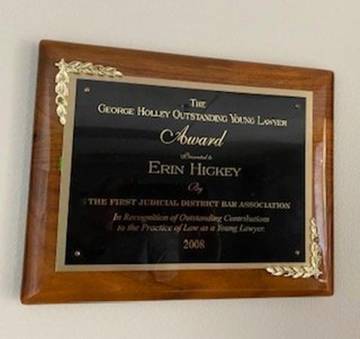 THE
GEORGE HOLLEY OUTSTANDING YOUNG LAWYER
Award
Presented to
ERIN HICKEY
By
THE FIRST JUDICIAL DISTRICT BAR ASSOCIATION
In Recognition of Outstanding Contributions
to the Practice of Law as a Young Lawyer.
2008